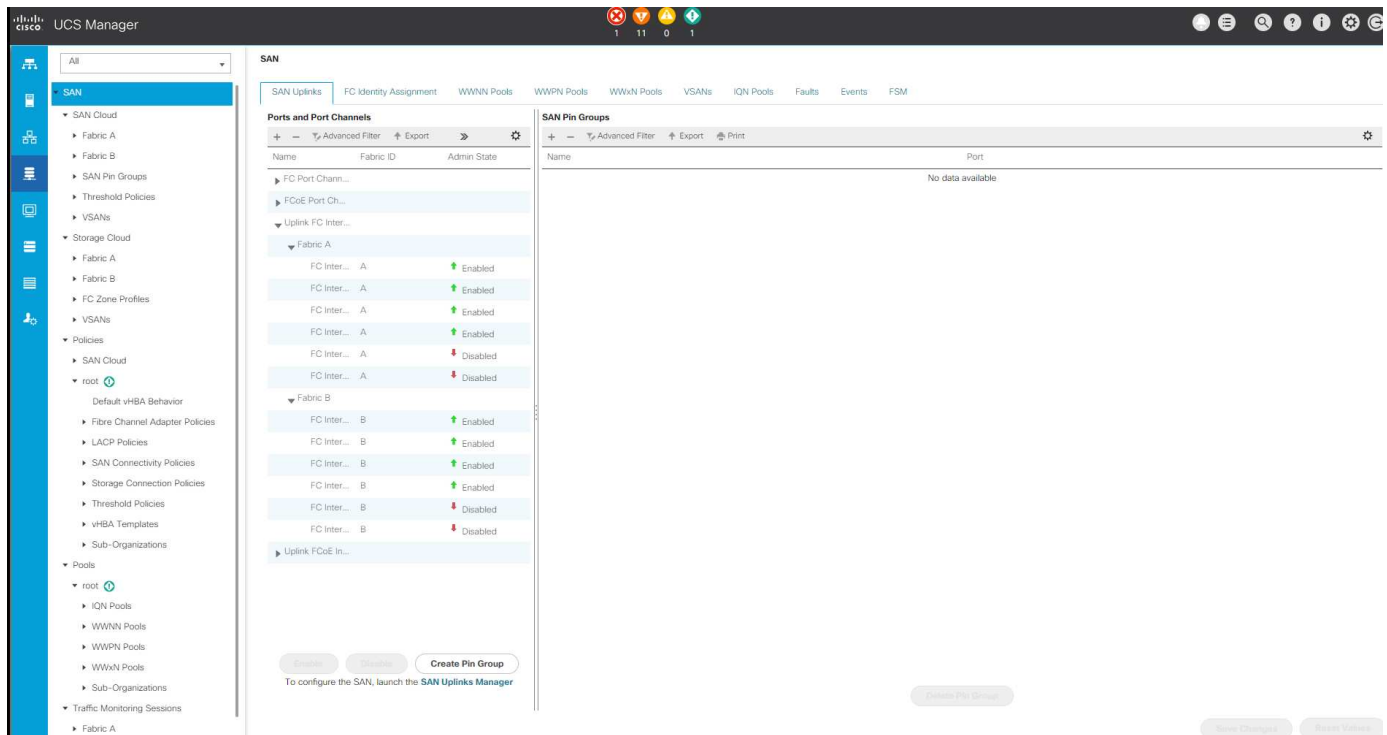 cisco UCS Manager
1 11 0 1
All
SAN
SAN Cloud
Fabric A
Fabric B
SAN Pin Groups
Threshold Policies
VSANs
Storage Cloud
Fabric A
Fabric B
FC Zone Profiles
VSANs
Policies
SAN Cloud
root
Default vHBA Behavior
Fibre Channel Adapter Policies
LACP Policies
SAN Connectivity Policies
Storage Connection Policies
Threshold Policies
vHBA Templates
Sub-Organizations
Pools
root
IQN Pools
WWNN Pools
WWPN Pools
WWxN Pools
Sub-Organizations
Traffic Monitoring Sessions
Fabric A
SAN
SAN Uplinks FC Identity Assignment WWNN Pools WWPN Pools WWxN Pools VSANs IQN Pools Faults Events FSM
Ports and Port Channels
+ − Advanced Filter Export
Name Fabric ID Admin State
FC Port Chann...
FCoE Port Ch...
Uplink FC Inter...
Fabric A
FC Inter... A Enabled
FC Inter... A Enabled
FC Inter... A Enabled
FC Inter... A Enabled
FC Inter... A Disabled
FC Inter... A Disabled
Fabric B
FC Inter... B Enabled
FC Inter... B Enabled
FC Inter... B Enabled
FC Inter... B Enabled
FC Inter... B Disabled
FC Inter... B Disabled
Uplink FCoE In...
Enable Disable Create Pin Group
To configure the SAN, launch the SAN Uplinks Manager
SAN Pin Groups
+ − Advanced Filter Export Print
Name Port
No data available
Delete Pin Group
Save Changes Reset Values